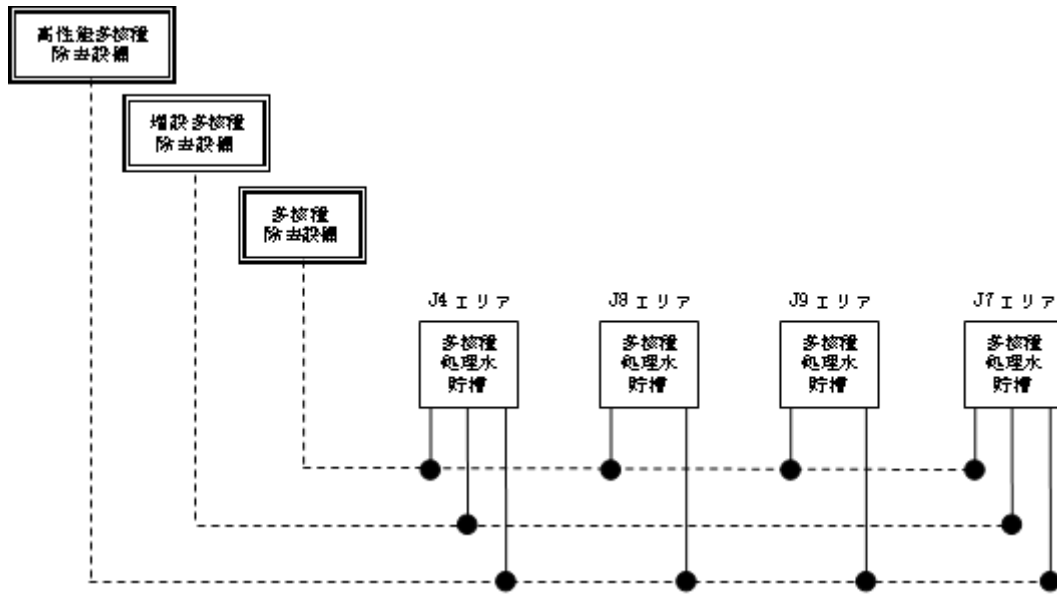 高性能多核種
除去設備
増設多核種
除去設備
多核種
除去設備
J4エリア
J8エリア
J9エリア
J7エリア
多核種
処理水
貯槽
多核種
処理水
貯槽
多核種
処理水
貯槽
多核種
処理水
貯槽